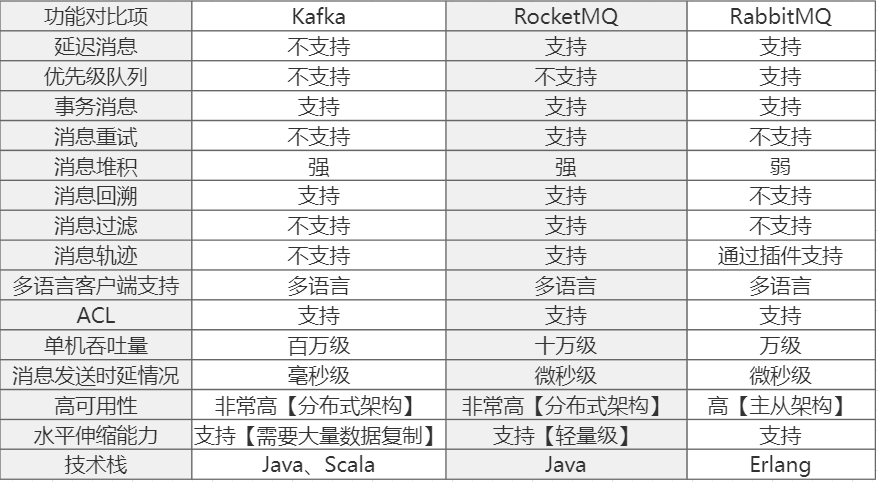 功能对比项 Kafka RocketMQ RabbitMQ
延迟消息 不支持 支持 支持
优先级队列 不支持 不支持 支持
事务消息 支持 支持 支持
消息重试 不支持 支持 不支持
消息堆积 强 强 弱
消息回溯 支持 支持 不支持
消息过滤 不支持 支持 不支持
消息轨迹 不支持 支持 通过插件支持
多语言客户端支持 多语言 多语言 多语言
ACL 支持 支持 支持
单机吞吐量 百万级 十万级 万级
消息发送时延情况 毫秒级 微秒级 微秒级
高可用性 非常高【分布式架构】 非常高【分布式架构】 高【主从架构】
水平伸缩能力 支持【需要大量数据复制】 支持【轻量级】 支持
技术栈 Java、Scala Java Erlang